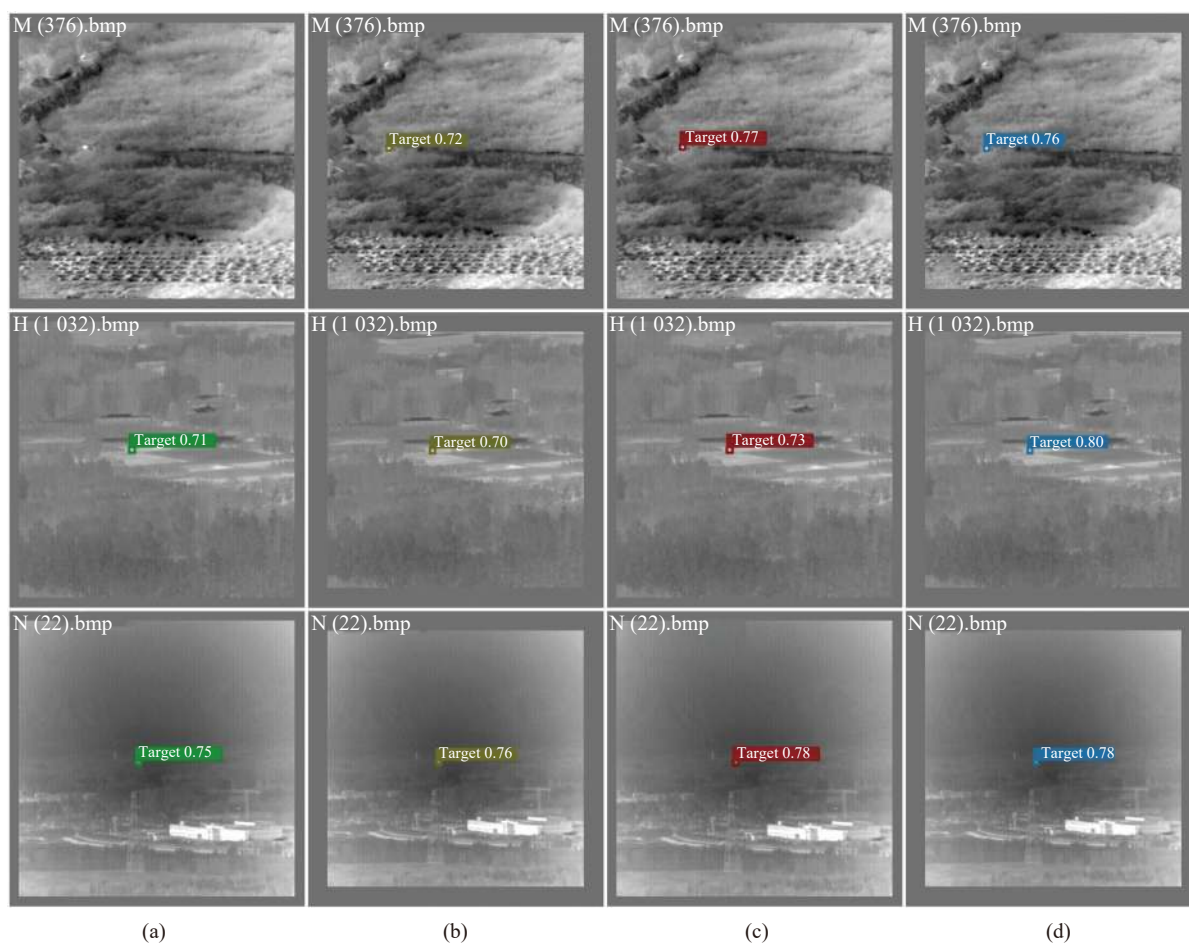 M (376).bmp
M (376).bmp
M (376).bmp
M (376).bmp
Target 0.72
Target 0.77
Target 0.76
H (1 032).bmp
H (1 032).bmp
H (1 032).bmp
H (1 032).bmp
Target 0.71
Target 0.70
Target 0.73
Target 0.80
N (22).bmp
N (22).bmp
N (22).bmp
N (22).bmp
Target 0.75
Target 0.76
Target 0.78
Target 0.78
(a)
(b)
(c)
(d)